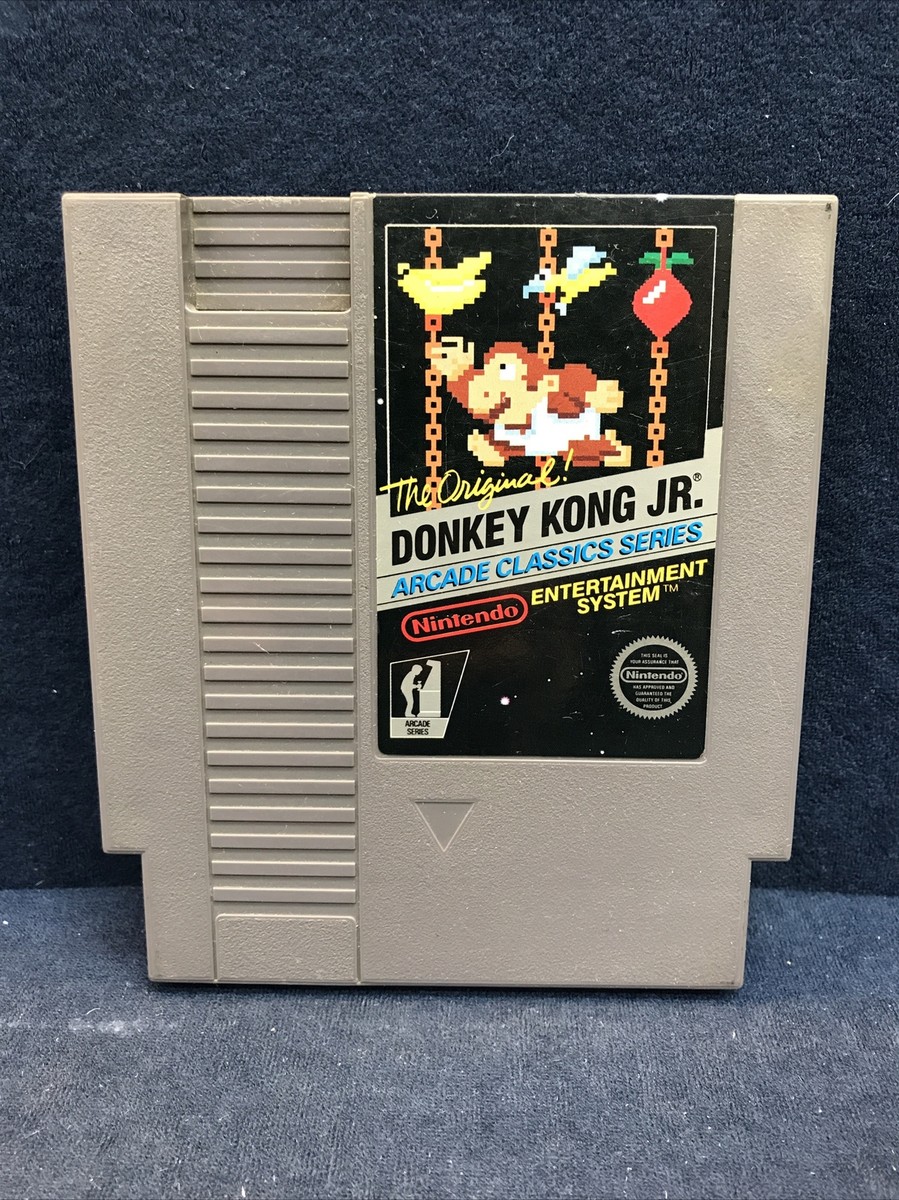 The Original!
DONKEY KONG JR.®
ARCADE CLASSICS SERIES
Nintendo
ENTERTAINMENT
SYSTEM™
ARCADE
SERIES
THIS SEAL IS
YOUR ASSURANCE THAT
Nintendo
HAS APPROVED AND
GUARANTEED THE
QUALITY OF THIS
PRODUCT